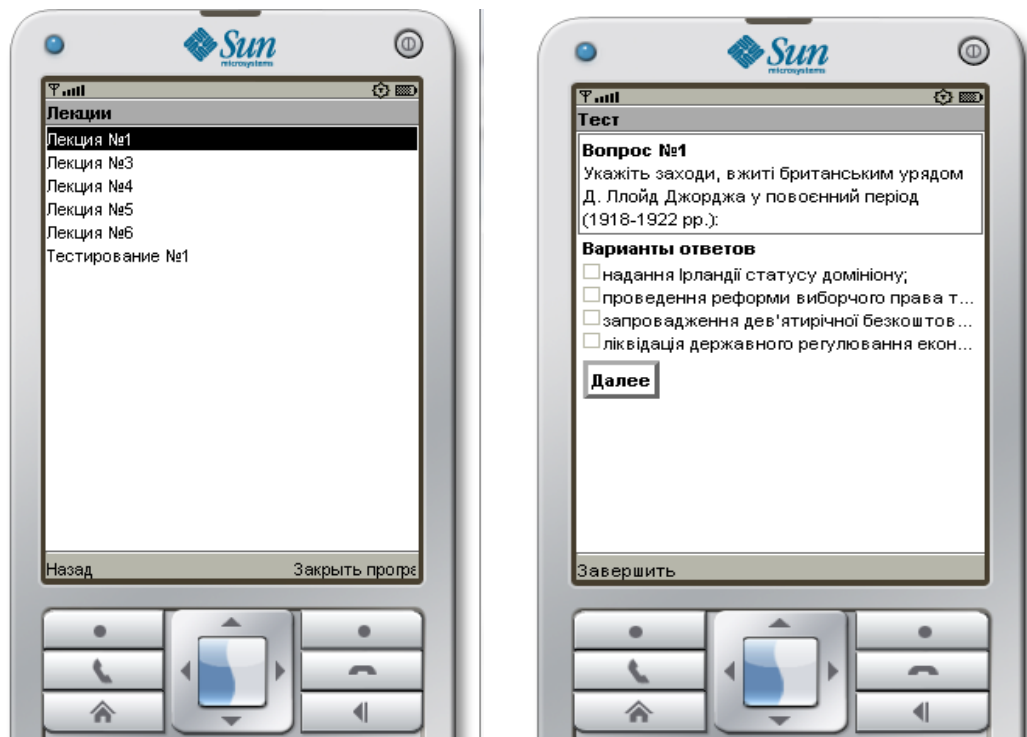 Sun
microsystems
Лекции
Лекция №1
Лекция №3
Лекция №4
Лекция №5
Лекция №6
Тестирование №1
Назад
Закрыть програ
Sun
microsystems
Тест
Вопрос №1
Укажіть заходи, вжиті британським урядом
Д. Ллойд Джорджа у повоєнний період
(1918-1922 рр.):
Варианты ответов
надання Ірландії статусу домініону;
проведення реформи виборчого права т...
запровадження дев'ятирічної безкоштов...
ліквідація державного регулювання екон...
Далее
Завершить